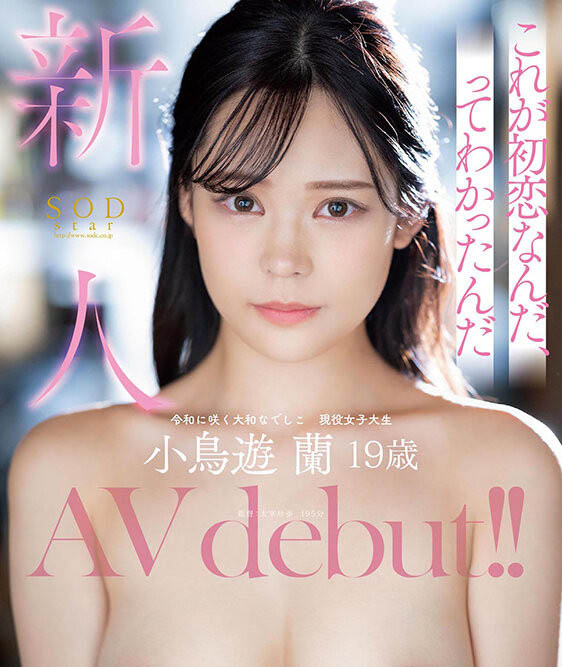 新人
SOD
star
http://www.sodc.co.jp
これが初恋なんだ、
ってわかったんだ
令和に咲く大和なでしこ 現役女子大生
小鳥遊 蘭 19歳
AV debut!!